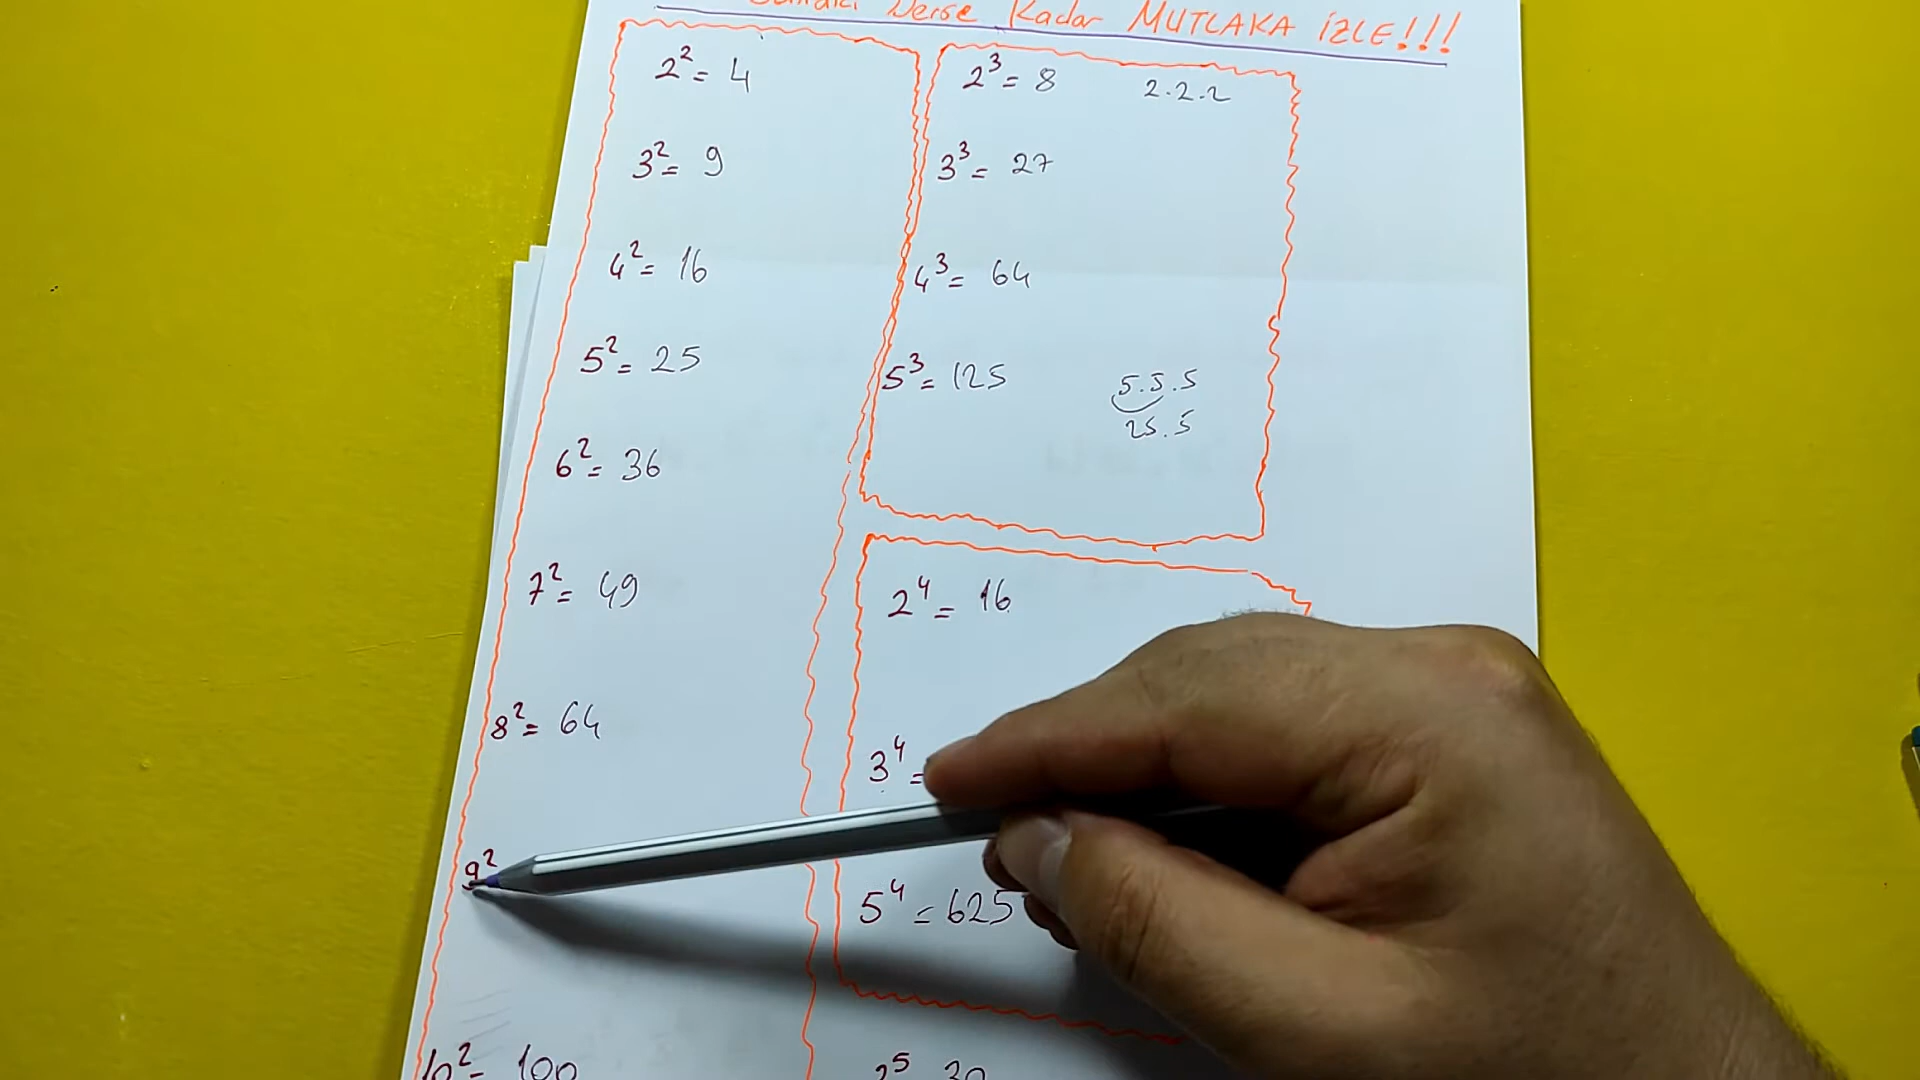 Derse Kadar MUTLAKA İZLE!!!
2² = 4
3² = 9
4² = 16
5² = 25
6² = 36
7² = 49
8² = 64
9²
10² = 100
2³ = 8 2.2.2
3³ = 27
4³ = 64
5³ = 125 5.5.5
25.5
2⁴ = 16
3⁴ =
5⁴ = 625